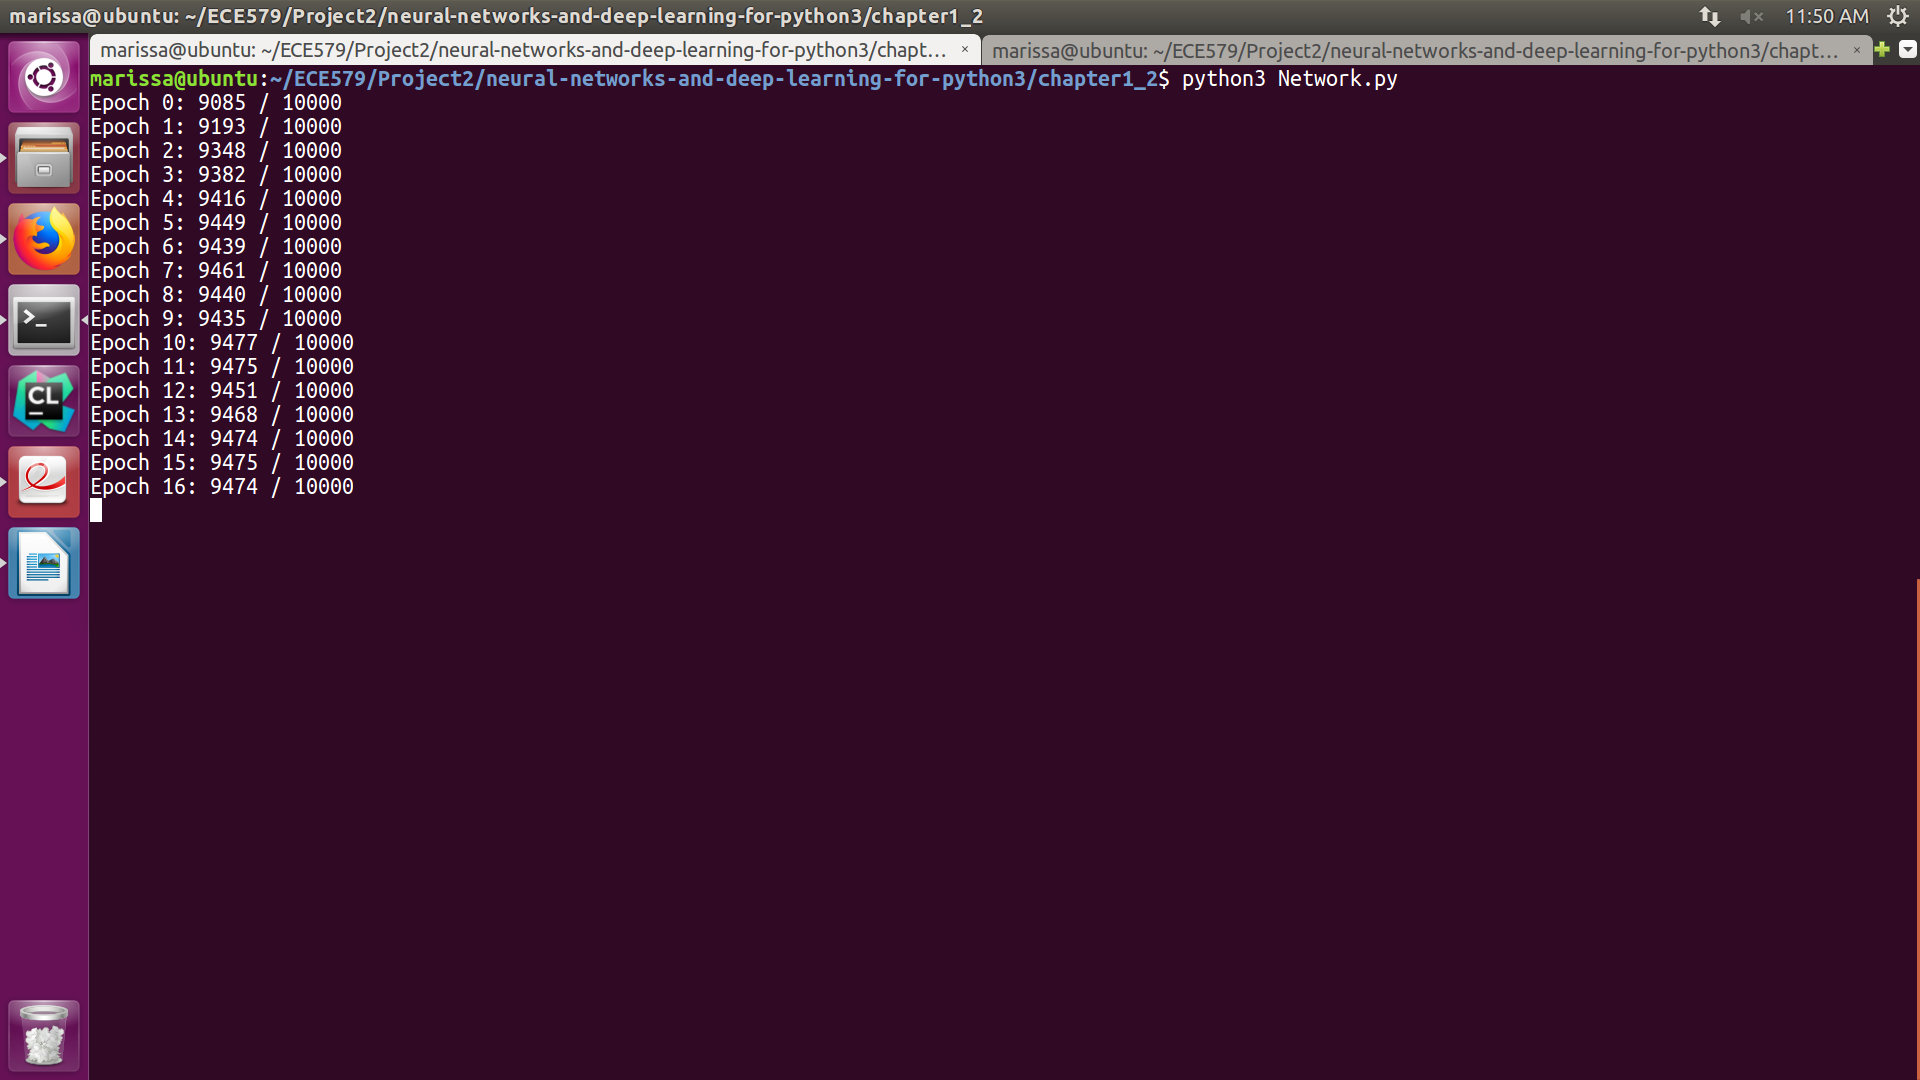 marissa@ubuntu: ~/ECE579/Project2/neural-networks-and-deep-learning-for-python3/chapter1_2
11:50 AM
marissa@ubuntu: ~/ECE579/Project2/neural-networks-and-deep-learning-for-python3/chapt... ×
marissa@ubuntu: ~/ECE579/Project2/neural-networks-and-deep-learning-for-python3/chapt... ×
marissa@ubuntu:~/ECE579/Project2/neural-networks-and-deep-learning-for-python3/chapter1_2$ python3 Network.py
Epoch 0: 9085 / 10000
Epoch 1: 9193 / 10000
Epoch 2: 9348 / 10000
Epoch 3: 9382 / 10000
Epoch 4: 9416 / 10000
Epoch 5: 9449 / 10000
Epoch 6: 9439 / 10000
Epoch 7: 9461 / 10000
Epoch 8: 9440 / 10000
Epoch 9: 9435 / 10000
Epoch 10: 9477 / 10000
Epoch 11: 9475 / 10000
Epoch 12: 9451 / 10000
Epoch 13: 9468 / 10000
Epoch 14: 9474 / 10000
Epoch 15: 9475 / 10000
Epoch 16: 9474 / 10000
>_
CL